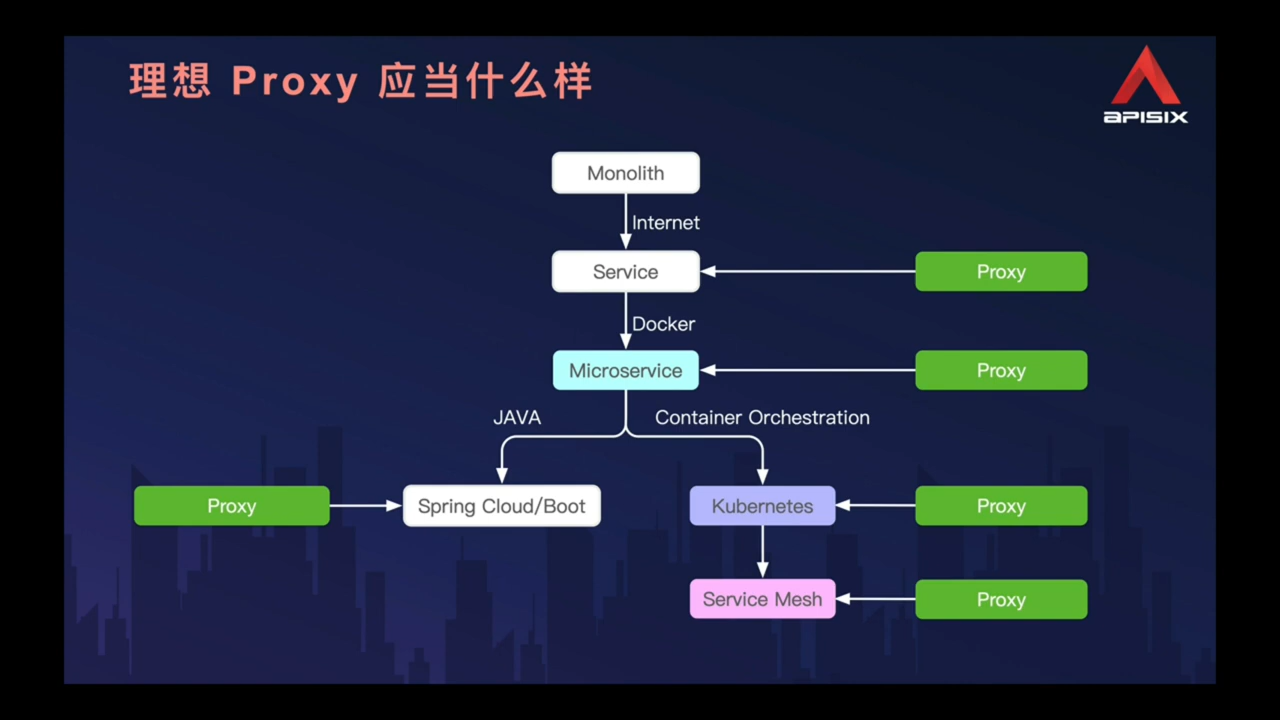 理想 Proxy 应当什么样
APISIX
Monolith
Internet
Service
Proxy
Docker
Microservice
Proxy
JAVA
Container Orchestration
Proxy
Spring Cloud/Boot
Kubernetes
Proxy
Service Mesh
Proxy